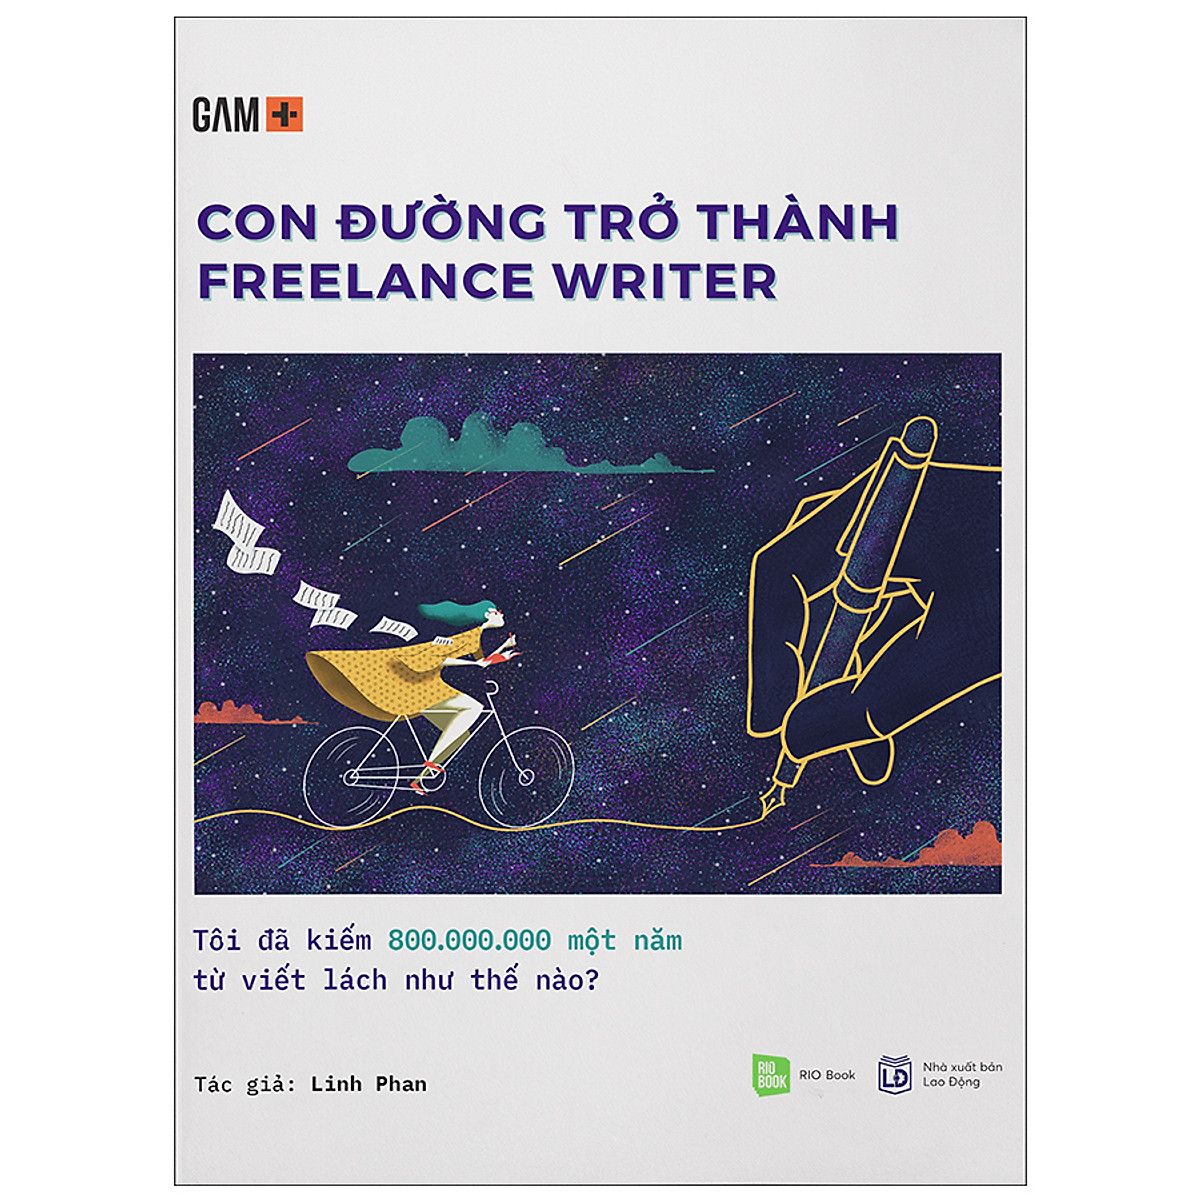 GAM+
CON ĐƯỜNG TRỞ THÀNH
FREELANCE WRITER
Tôi đã kiếm 800.000.000 một năm
từ viết lách như thế nào?
Tác giả: Linh Phan
RIO
BOOK
RIO Book
LĐ
Nhà xuất bản
Lao Động